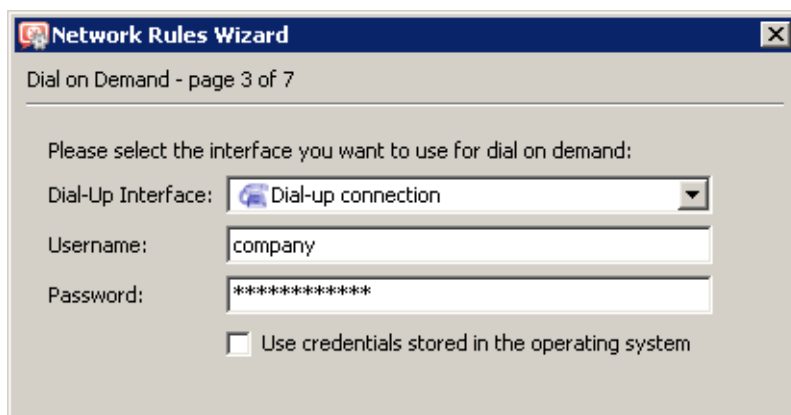 Network Rules Wizard
Dial on Demand - page 3 of 7
Please select the interface you want to use for dial on demand:
Dial-Up Interface: Dial-up connection
Username: company
Password: ************
Use credentials stored in the operating system